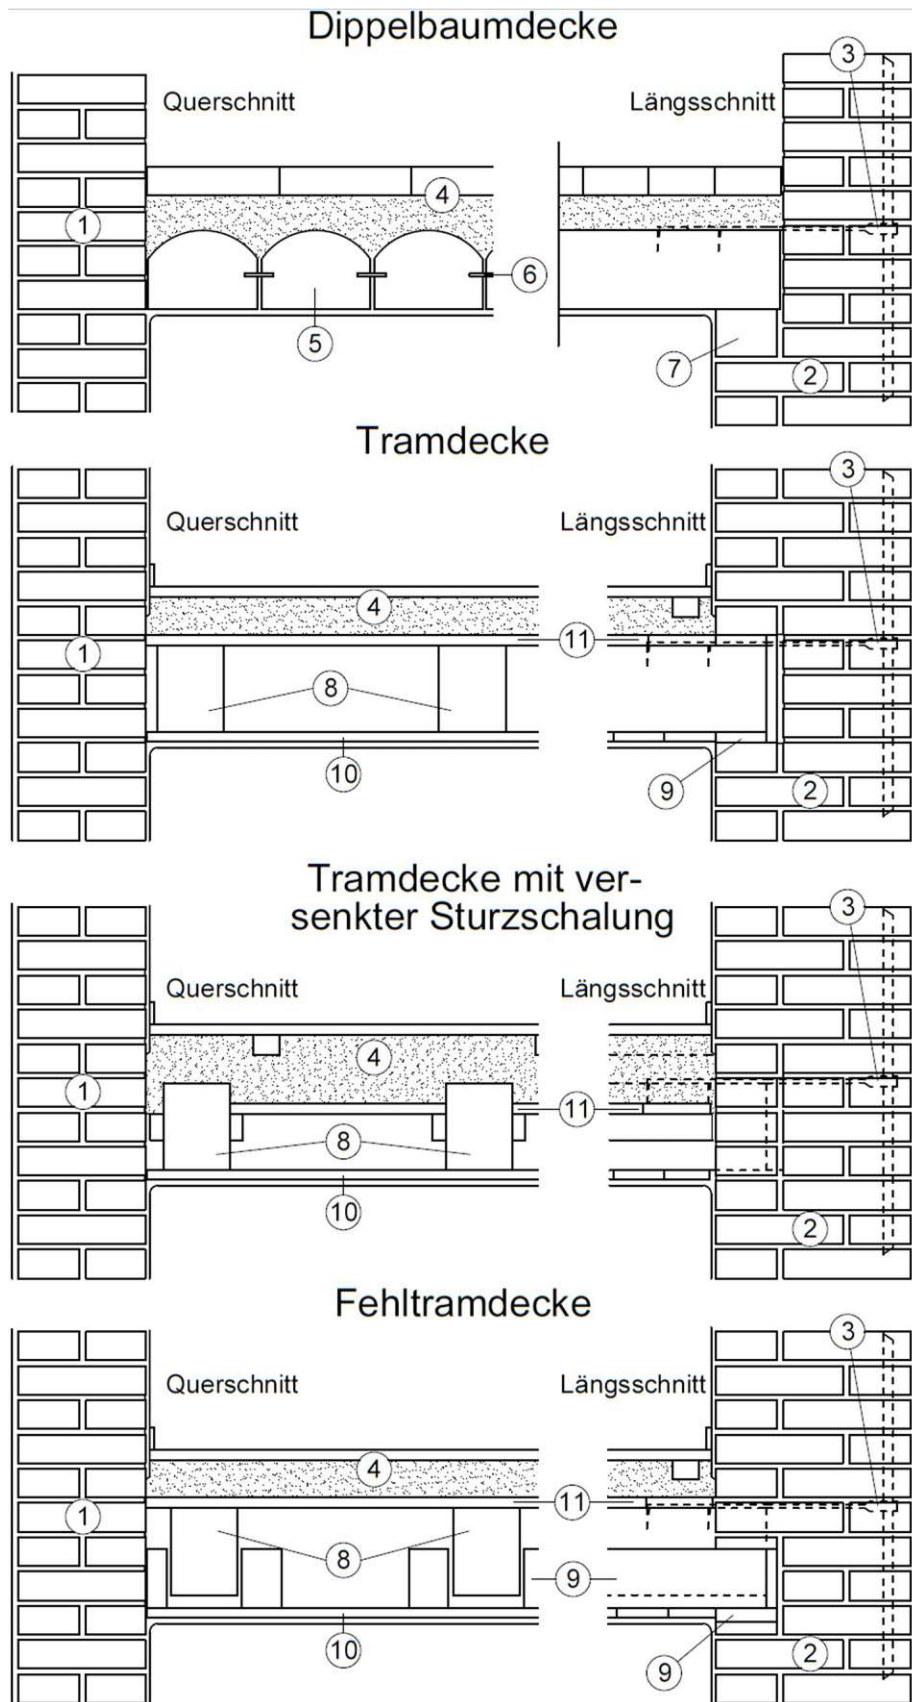 Dippelbaumdecke
3
Querschnitt
Längsschnitt
4
1
6
5
7
2
Tramdecke
3
Querschnitt
Längsschnitt
4
11
1
8
10
9
2
Tramdecke mit ver-
senkter Sturzschalung
3
Querschnitt
Längsschnitt
4
1
11
8
10
2
Fehltramdecke
3
Querschnitt
Längsschnitt
4
11
1
8
9
10
9
2